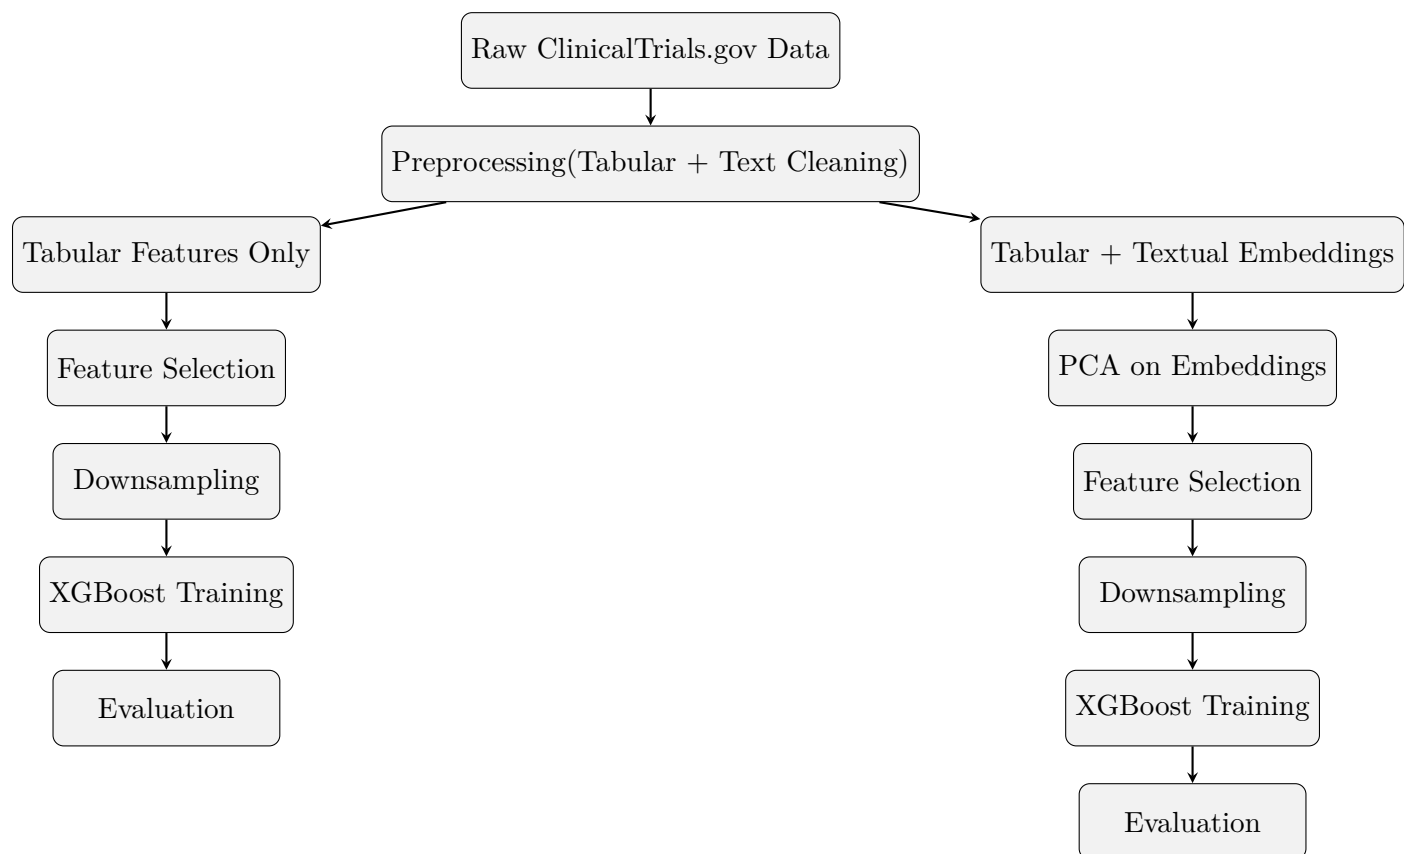 Raw ClinicalTrials.gov Data
Preprocessing(Tabular + Text Cleaning)
Tabular Features Only
Feature Selection
Downsampling
XGBoost Training
Evaluation
Tabular + Textual Embeddings
PCA on Embeddings
Feature Selection
Downsampling
XGBoost Training
Evaluation